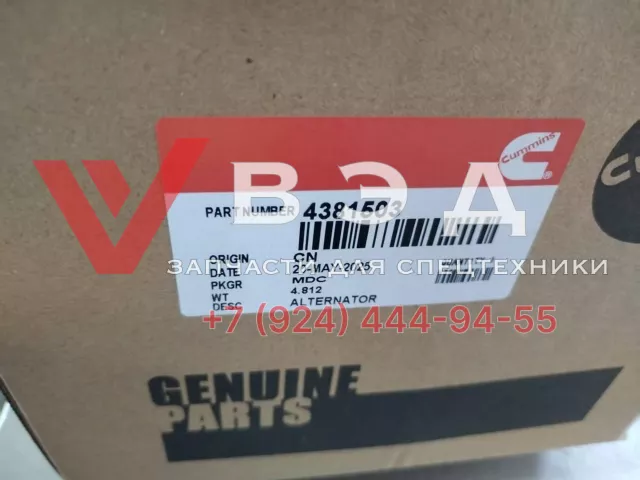 Cummins
ВЭД
PART NUMBER 4381503
ORIGIN CN
ЗАПЧАСТИ ДЛЯ СПЕЦТЕХНИКИ
DATE
PKGR MDC
WT 4.812
DESC ALTERNATOR
+7 (924) 444-94-55
GENUINE
PARTS